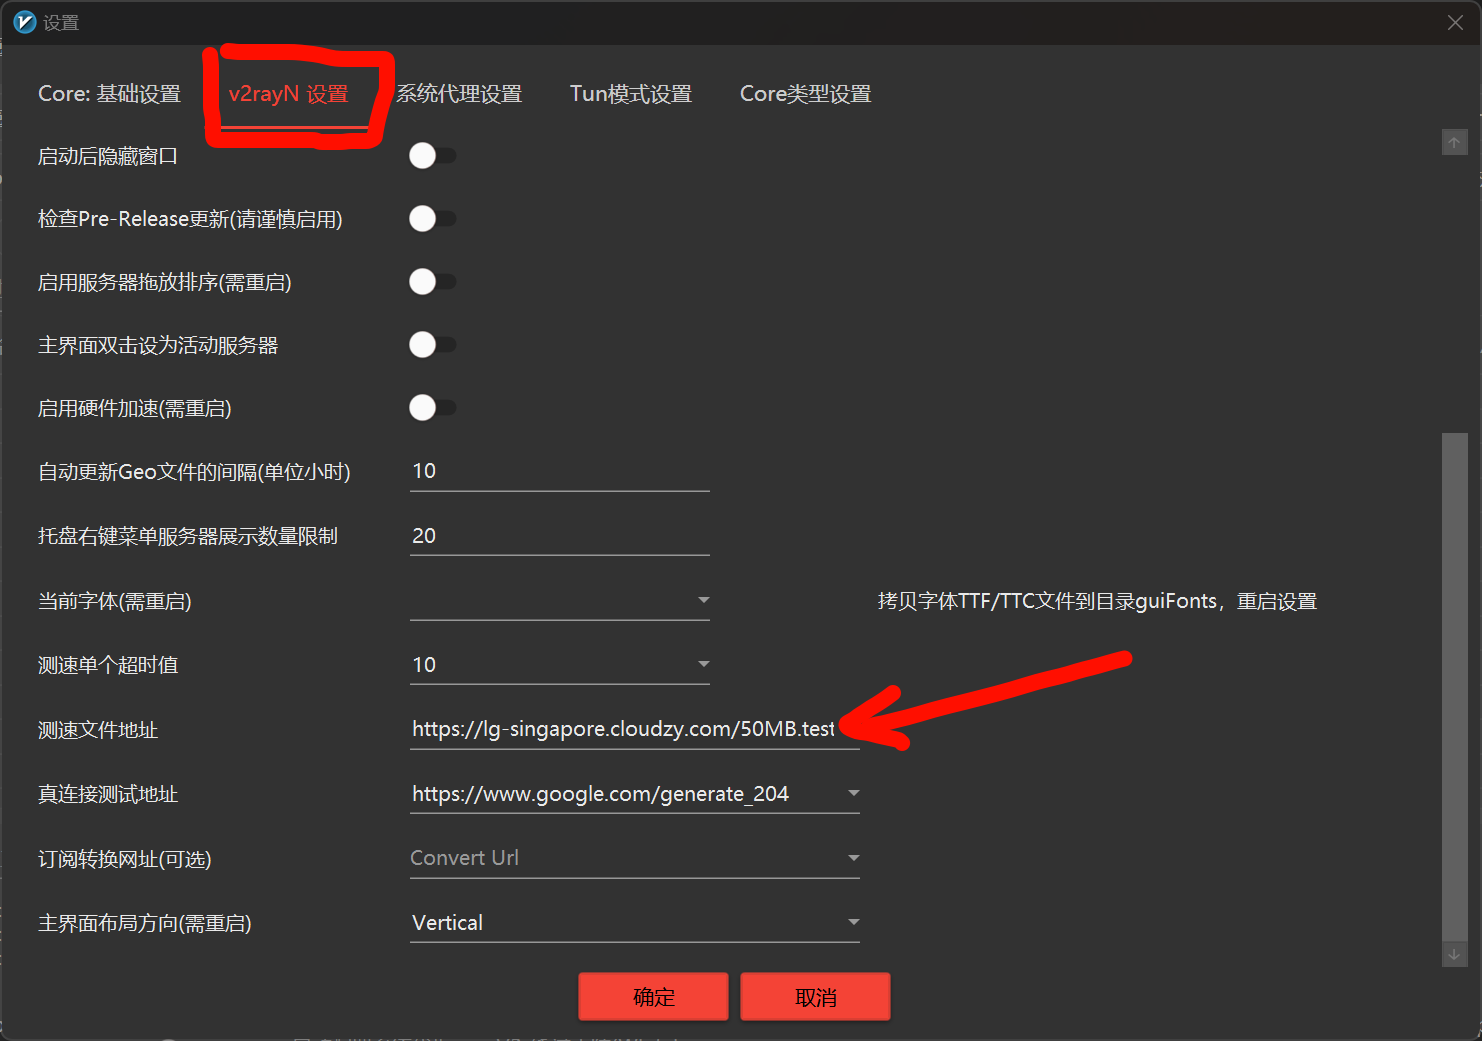 设置
Core: 基础设置 v2rayN 设置 系统代理设置 Tun模式设置 Core类型设置
启动后隐藏窗口
检查Pre-Release更新(请谨慎启用)
启用服务器拖放排序(需重启)
主界面双击设为活动服务器
启用硬件加速(需重启)
自动更新Geo文件的间隔(单位小时) 10
托盘右键菜单服务器展示数量限制 20
当前字体(需重启) 拷贝字体TTF/TTC文件到目录guiFonts，重启设置
测速单个超时值 10
测速文件地址 https://lg-singapore.cloudzy.com/50MB.test
真连接测试地址 https://www.google.com/generate_204
订阅转换网址(可选) Convert Url
主界面布局方向(需重启) Vertical
确定 取消